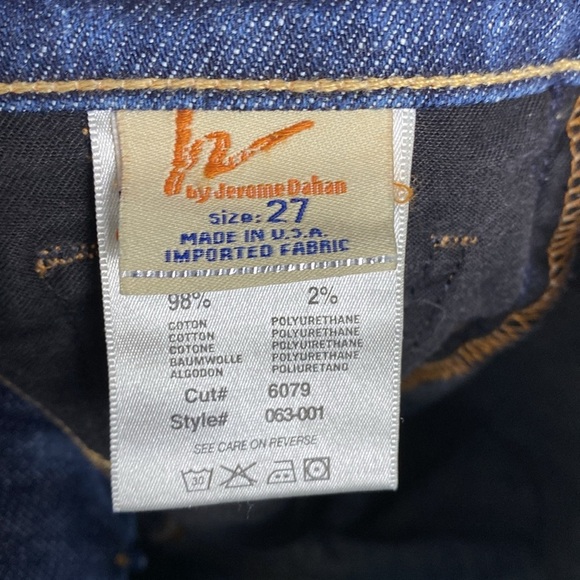 by Jerome Dahan
Size: 27
MADE IN U.S.A.
IMPORTED FABRIC
98% 2%
COTON POLYURETHANE
COTTON POLYURETHANE
COTONE POLYUIRETHANE
BAUMWOLLE POLYURETHANE
ALGODON POLIURETANO
Cut# 6079
Style# 063-001
SEE CARE ON REVERSE
30